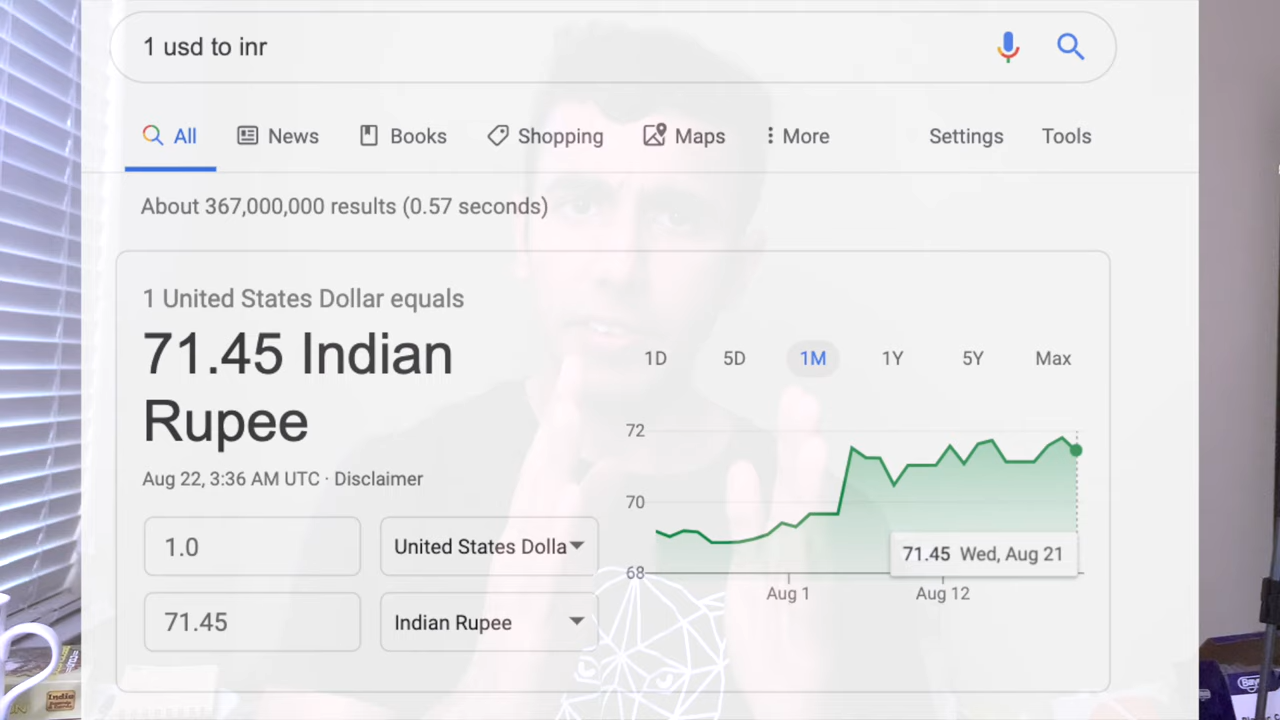 1 usd to inr
All News Books Shopping Maps More Settings Tools
About 367,000,000 results (0.57 seconds)
1 United States Dollar equals
71.45 Indian
Rupee
Aug 22, 3:36 AM UTC · Disclaimer
1.0 United States Dolla
71.45 Indian Rupee
1D 5D 1M 1Y 5Y Max
72
70
68
71.45 Wed, Aug 21
Aug 1 Aug 12
India